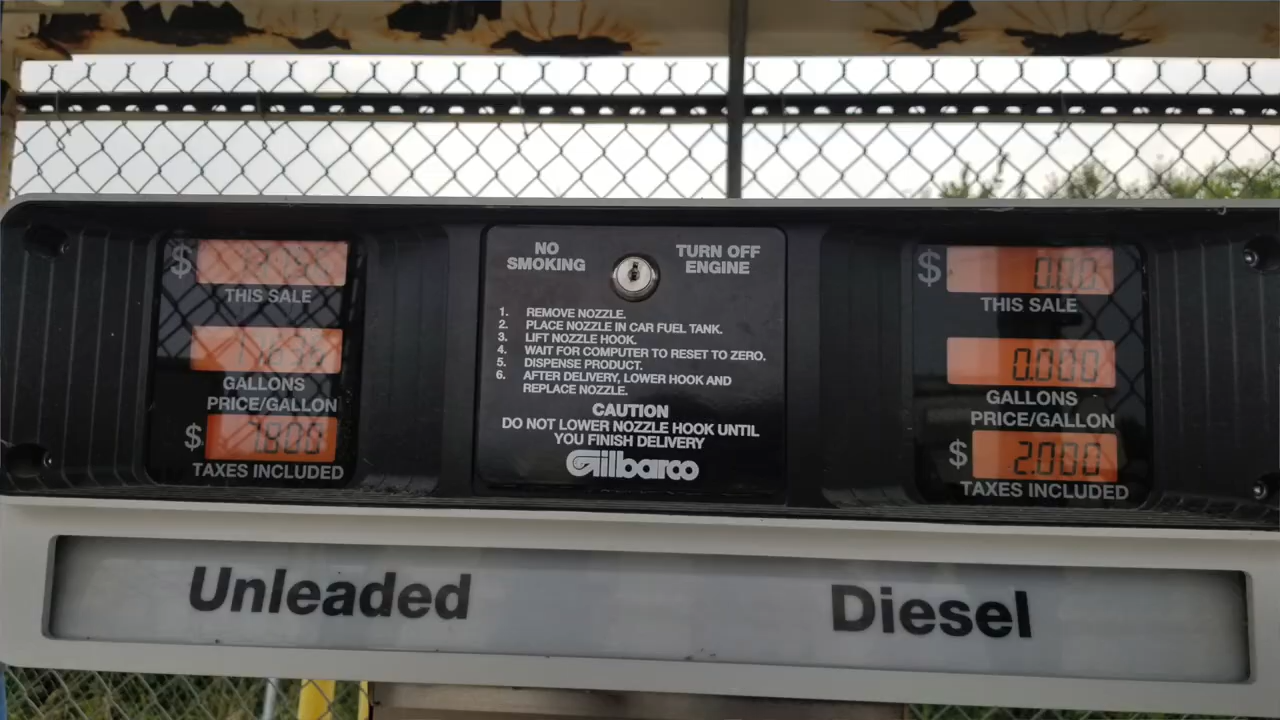 $
THIS SALE
GALLONS
PRICE/GALLON
$ 1.800
TAXES INCLUDED
NO SMOKING
TURN OFF ENGINE
1. REMOVE NOZZLE.
2. PLACE NOZZLE IN CAR FUEL TANK.
3. LIFT NOZZLE HOOK.
4. WAIT FOR COMPUTER TO RESET TO ZERO.
5. DISPENSE PRODUCT.
6. AFTER DELIVERY, LOWER HOOK AND
REPLACE NOZZLE.
CAUTION
DO NOT LOWER NOZZLE HOOK UNTIL
YOU FINISH DELIVERY
Gilbarco
$ 0.00
THIS SALE
0.000
GALLONS
PRICE/GALLON
$ 2.000
TAXES INCLUDED
Unleaded
Diesel